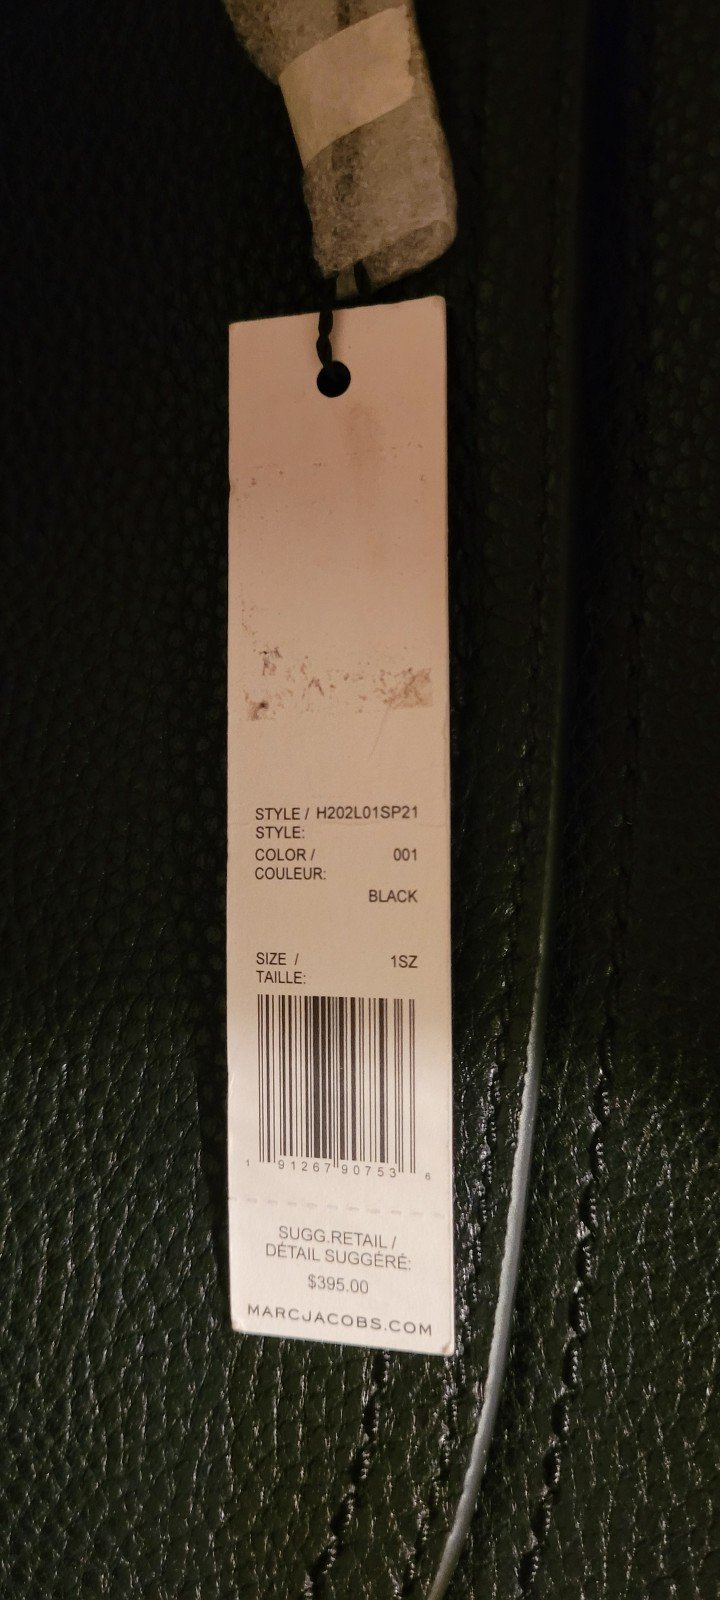 STYLE / H202L01SP21
STYLE:
COLOR / 001
COULEUR:
BLACK
SIZE / 1SZ
TAILLE:
1 91267 90753 6
SUGG.RETAIL /
DÉTAIL SUGGÉRÉ:
$395.00
MARCJACOBS.COM